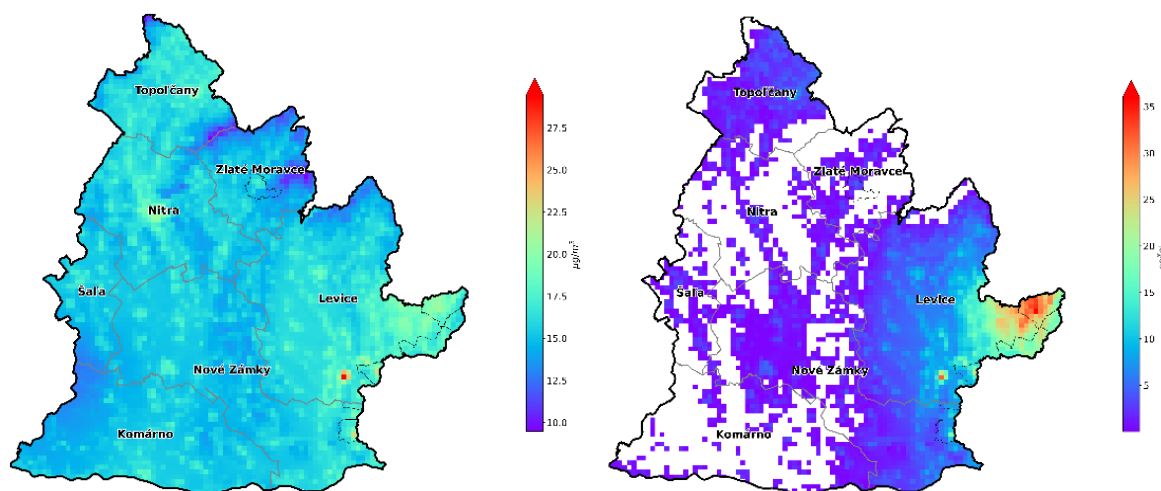 Topoľčany
Zlaté Moravce
Nitra
Šaľa
Levice
Nové Zámky
Komárno
27.5
25.0
22.5
20.0
17.5
15.0
12.5
10.0
µg/m³
Topoľčany
Zlaté Moravce
Nitra
Šaľa
Levice
Nové Zámky
Komárno
35
30
25
20
15
10
5